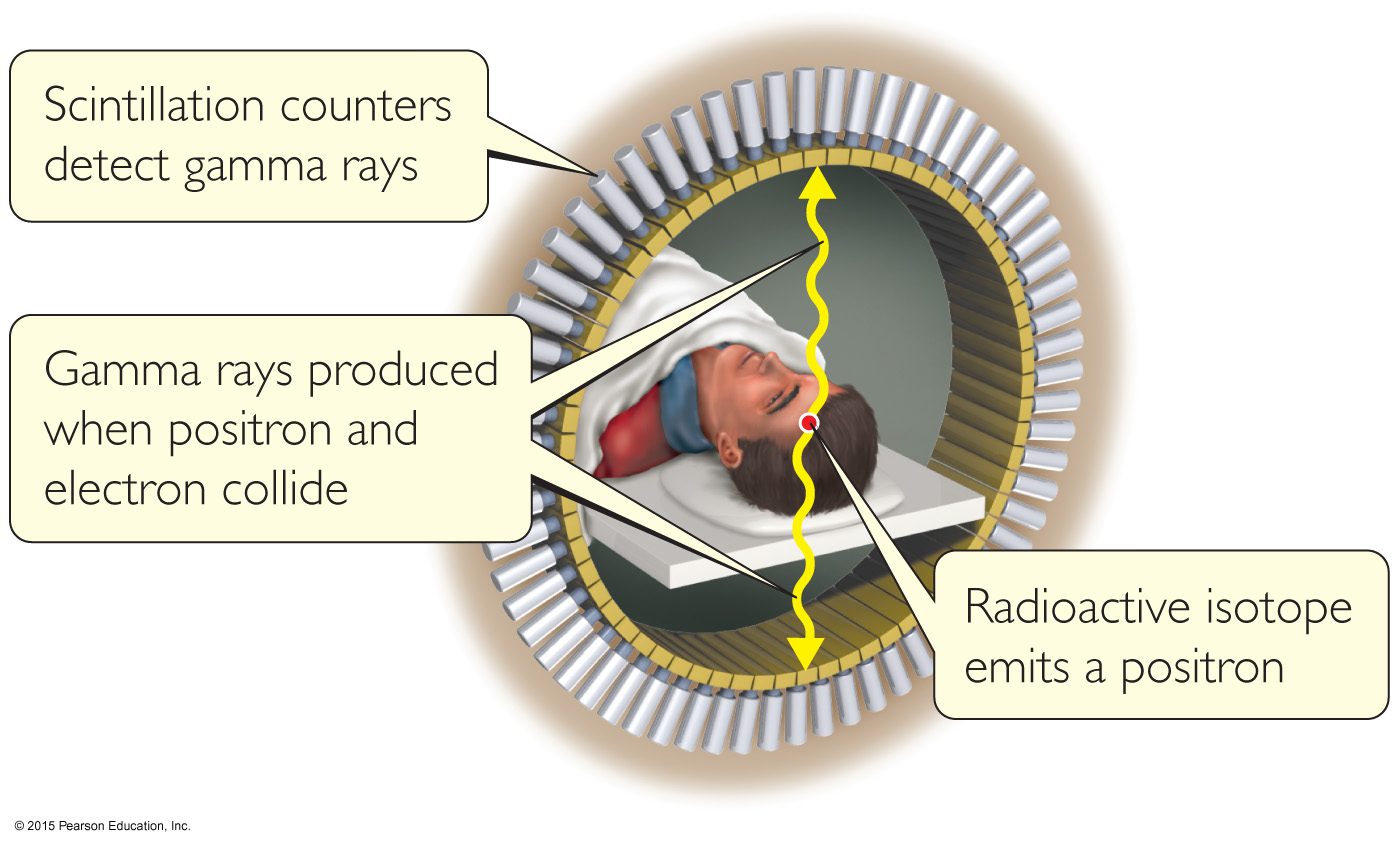 Scintillation counters
detect gamma rays
Gamma rays produced
when positron and
electron collide
Radioactive isotope
emits a positron
© 2015 Pearson Education, Inc.